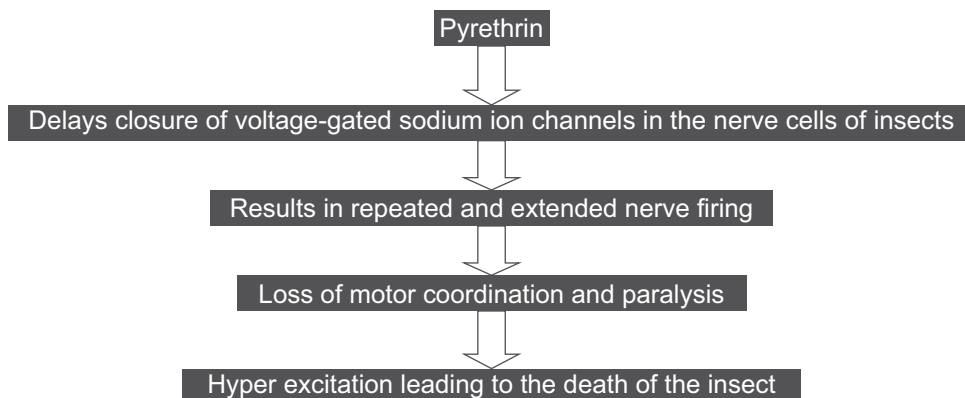 Pyrethrin
Delays closure of voltage-gated sodium ion channels in the nerve cells of insects
Results in repeated and extended nerve firing
Loss of motor coordination and paralysis
Hyper excitation leading to the death of the insect